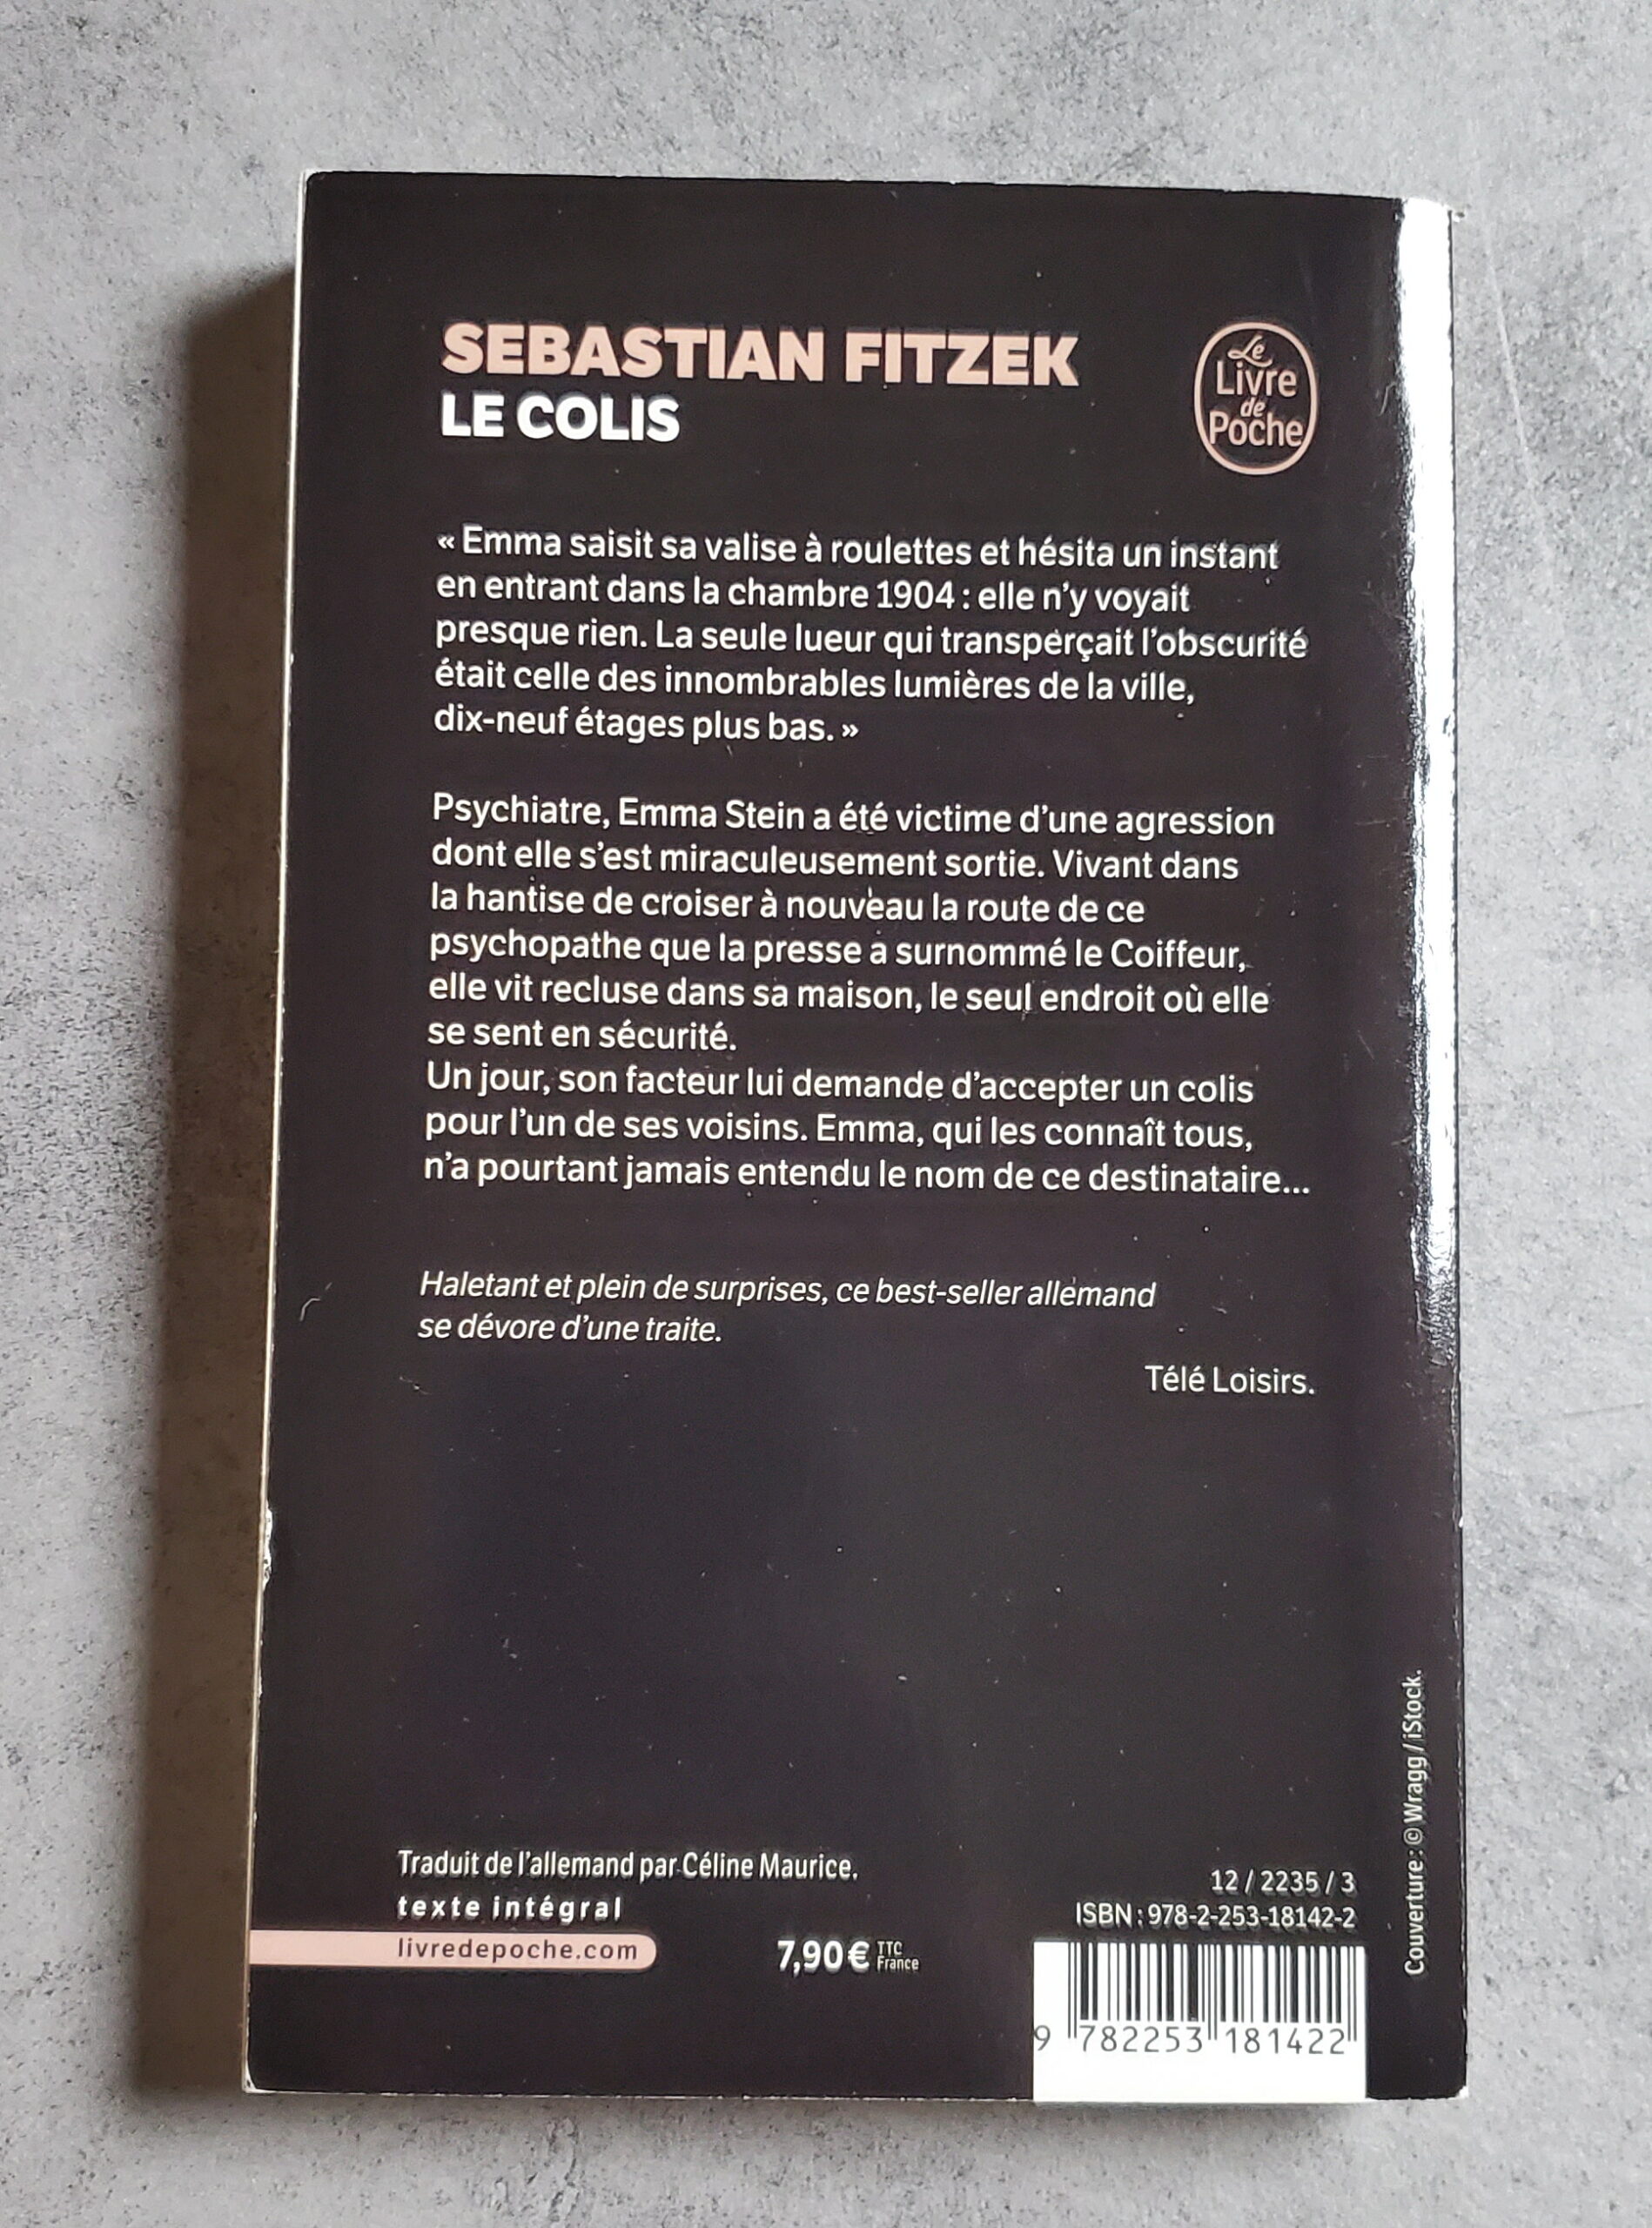 SEBASTIAN FITZEK
LE COLIS
Le
Livre
de
Poche
« Emma saisit sa valise à roulettes et hésita un instant
en entrant dans la chambre 1904 : elle n'y voyait
presque rien. La seule lueur qui transperçait l'obscurité
était celle des innombrables lumières de la ville,
dix-neuf étages plus bas. »
Psychiatre, Emma Stein a été victime d'une agression
dont elle s'est miraculeusement sortie. Vivant dans
la hantise de croiser à nouveau la route de ce
psychopathe que la presse a surnommé le Coiffeur,
elle vit recluse dans sa maison, le seul endroit où elle
se sent en sécurité.
Un jour, son facteur lui demande d'accepter un colis
pour l'un de ses voisins. Emma, qui les connaît tous,
n'a pourtant jamais entendu le nom de ce destinataire...
Haletant et plein de surprises, ce best-seller allemand
se dévore d'une traite.
Télé Loisirs.
Traduit de l'allemand par Céline Maurice.
texte intégral
livredepoche.com
7,90 € TTC
France
12 / 2235 / 3
ISBN : 978-2-253-18142-2
9 782253 181422
Couverture : © Wragg / iStock.